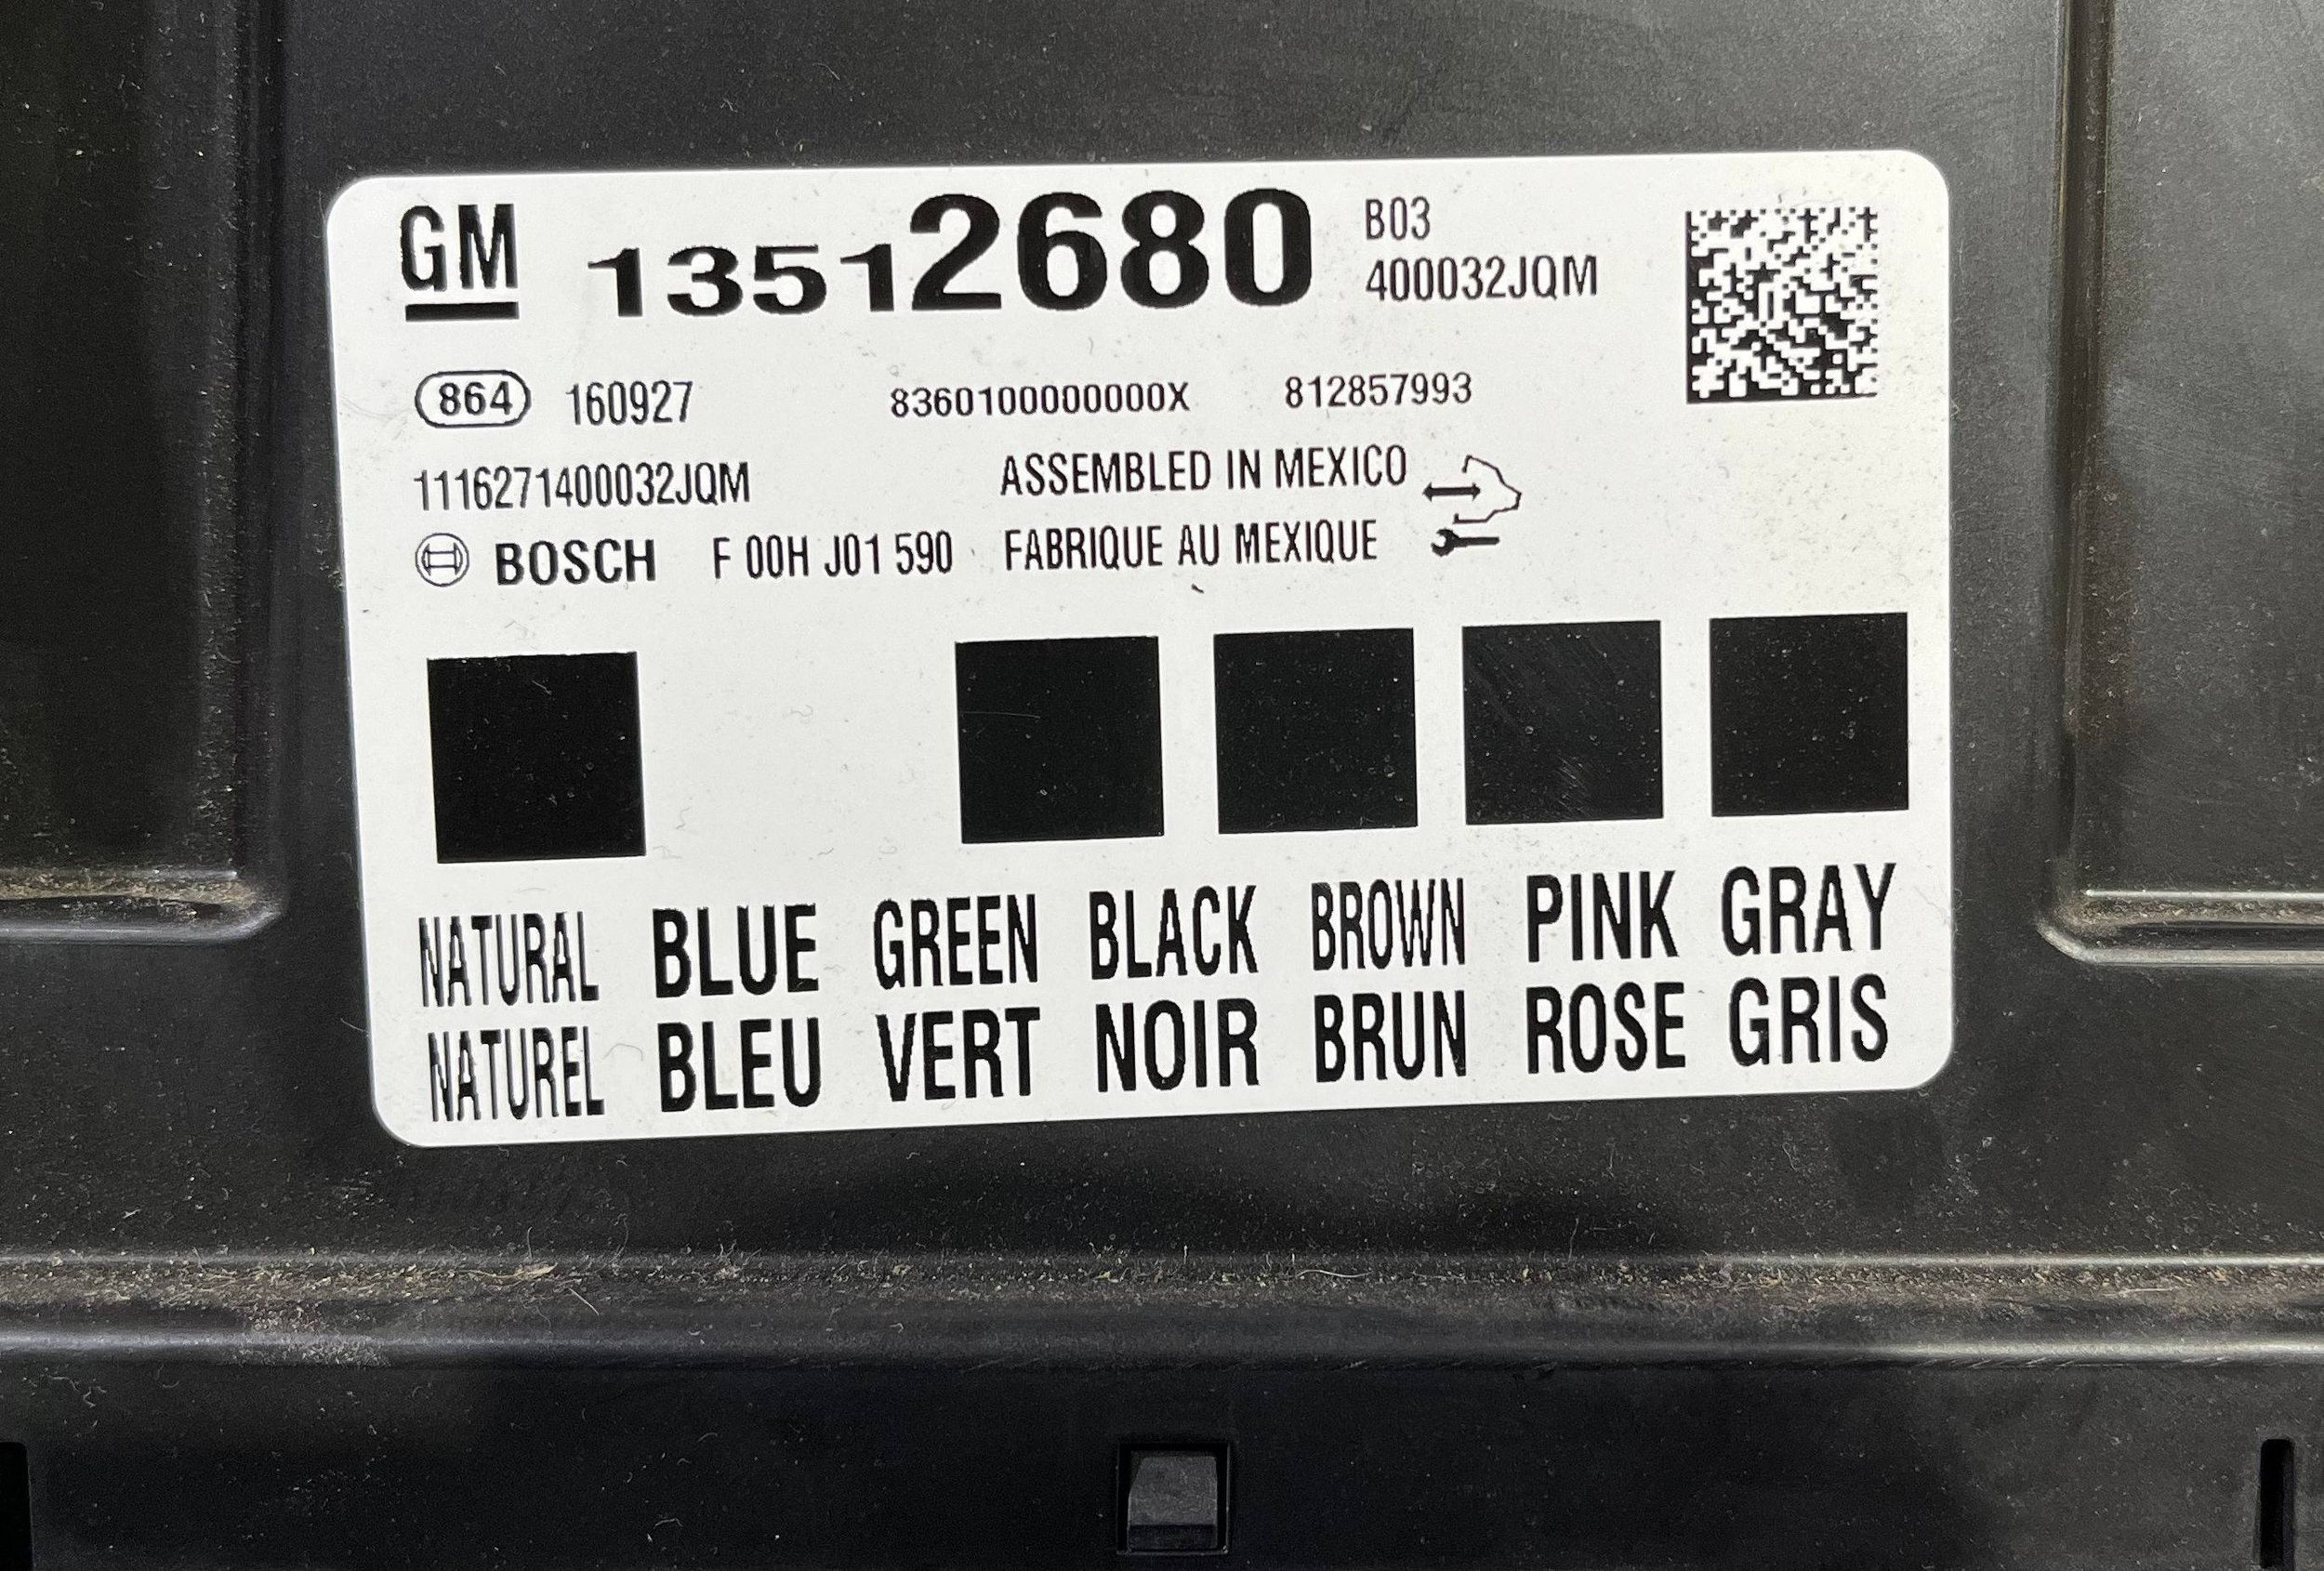 GM 13512680 B03
400032JQM
864 160927 8360100000000X 812857993
1116271400032JQM ASSEMBLED IN MEXICO
BOSCH F 00H J01 590 FABRIQUE AU MEXIQUE
NATURAL BLUE GREEN BLACK BROWN PINK GRAY
NATUREL BLEU VERT NOIR BRUN ROSE GRIS